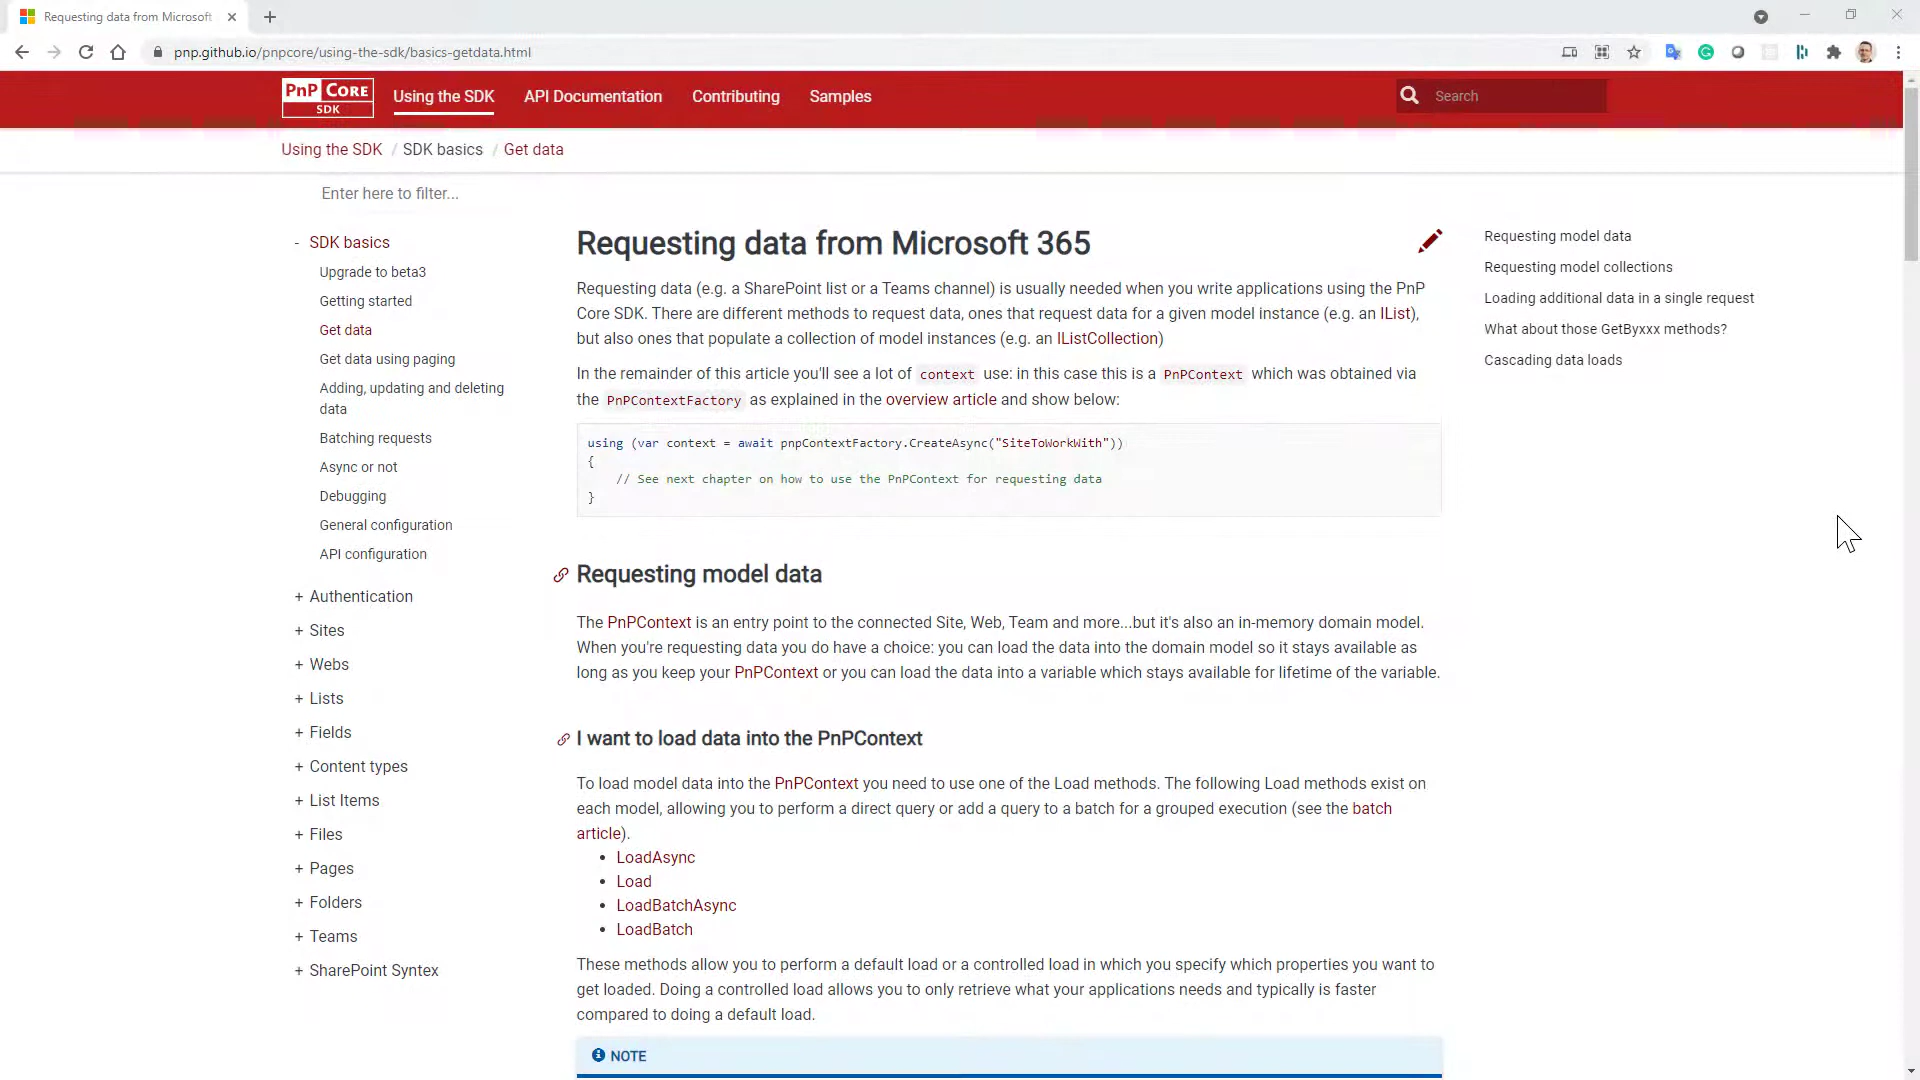 Requesting data from Microsoft
pnp.github.io/pnpcore/using-the-sdk/basics-getdata.html
PnP Core
SDK
Using the SDK
API Documentation
Contributing
Samples
Search
Using the SDK / SDK basics / Get data
Enter here to filter...
- SDK basics
Upgrade to beta3
Getting started
Get data
Get data using paging
Adding, updating and deleting
data
Batching requests
Async or not
Debugging
General configuration
API configuration
+ Authentication
+ Sites
+ Webs
+ Lists
+ Fields
+ Content types
+ List Items
+ Files
+ Pages
+ Folders
+ Teams
+ SharePoint Syntex
Requesting data from Microsoft 365
Requesting data (e.g. a SharePoint list or a Teams channel) is usually needed when you write applications using the PnP
Core SDK. There are different methods to request data, ones that request data for a given model instance (e.g. an IList),
but also ones that populate a collection of model instances (e.g. an IListCollection)
In the remainder of this article you'll see a lot of context use: in this case this is a PnPContext which was obtained via
the PnPContextFactory as explained in the overview article and show below:
using (var context = await pnpContextFactory.CreateAsync("SiteToWorkWith"))
{
// See next chapter on how to use the PnPContext for requesting data
}
Requesting model data
The PnPContext is an entry point to the connected Site, Web, Team and more...but it's also an in-memory domain model.
When you're requesting data you do have a choice: you can load the data into the domain model so it stays available as
long as you keep your PnPContext or you can load the data into a variable which stays available for lifetime of the variable.
I want to load data into the PnPContext
To load model data into the PnPContext you need to use one of the Load methods. The following Load methods exist on
each model, allowing you to perform a direct query or add a query to a batch for a grouped execution (see the batch
article).
• LoadAsync
• Load
• LoadBatchAsync
• LoadBatch
These methods allow you to perform a default load or a controlled load in which you specify which properties you want to
get loaded. Doing a controlled load allows you to only retrieve what your applications needs and typically is faster
compared to doing a default load.
NOTE
Requesting model data
Requesting model collections
Loading additional data in a single request
What about those GetByxxx methods?
Cascading data loads